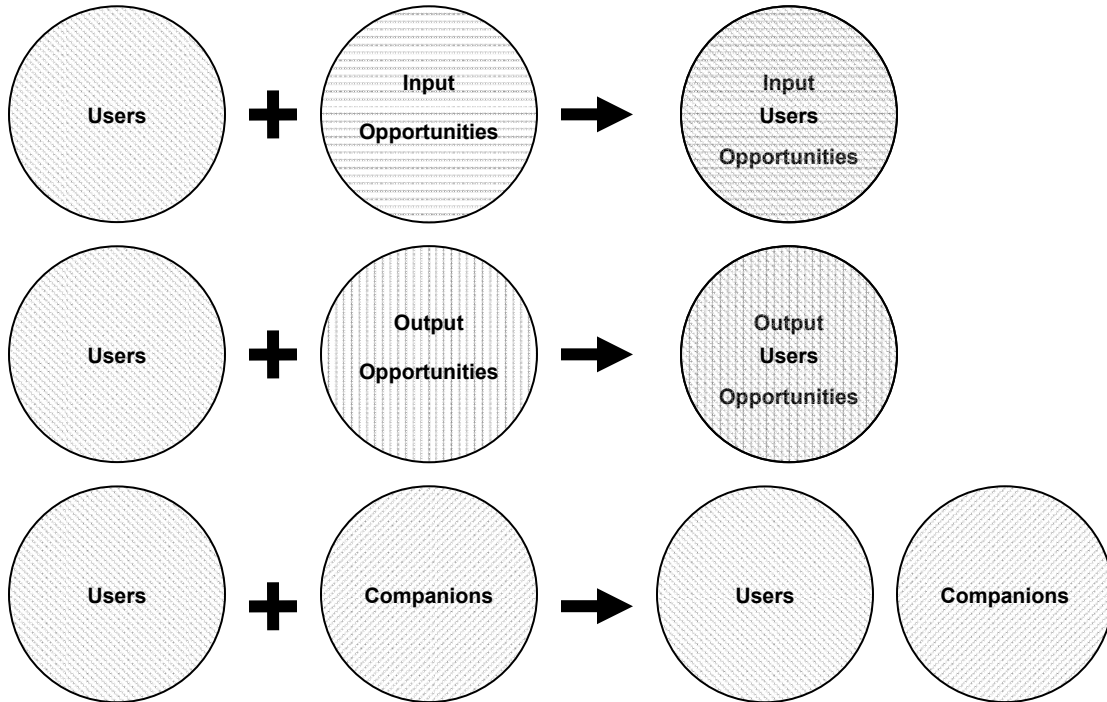 Users
Input
Opportunities
Input
Users
Opportunities
Users
Output
Opportunities
Output
Users
Opportunities
Users
Companions
Users
Companions